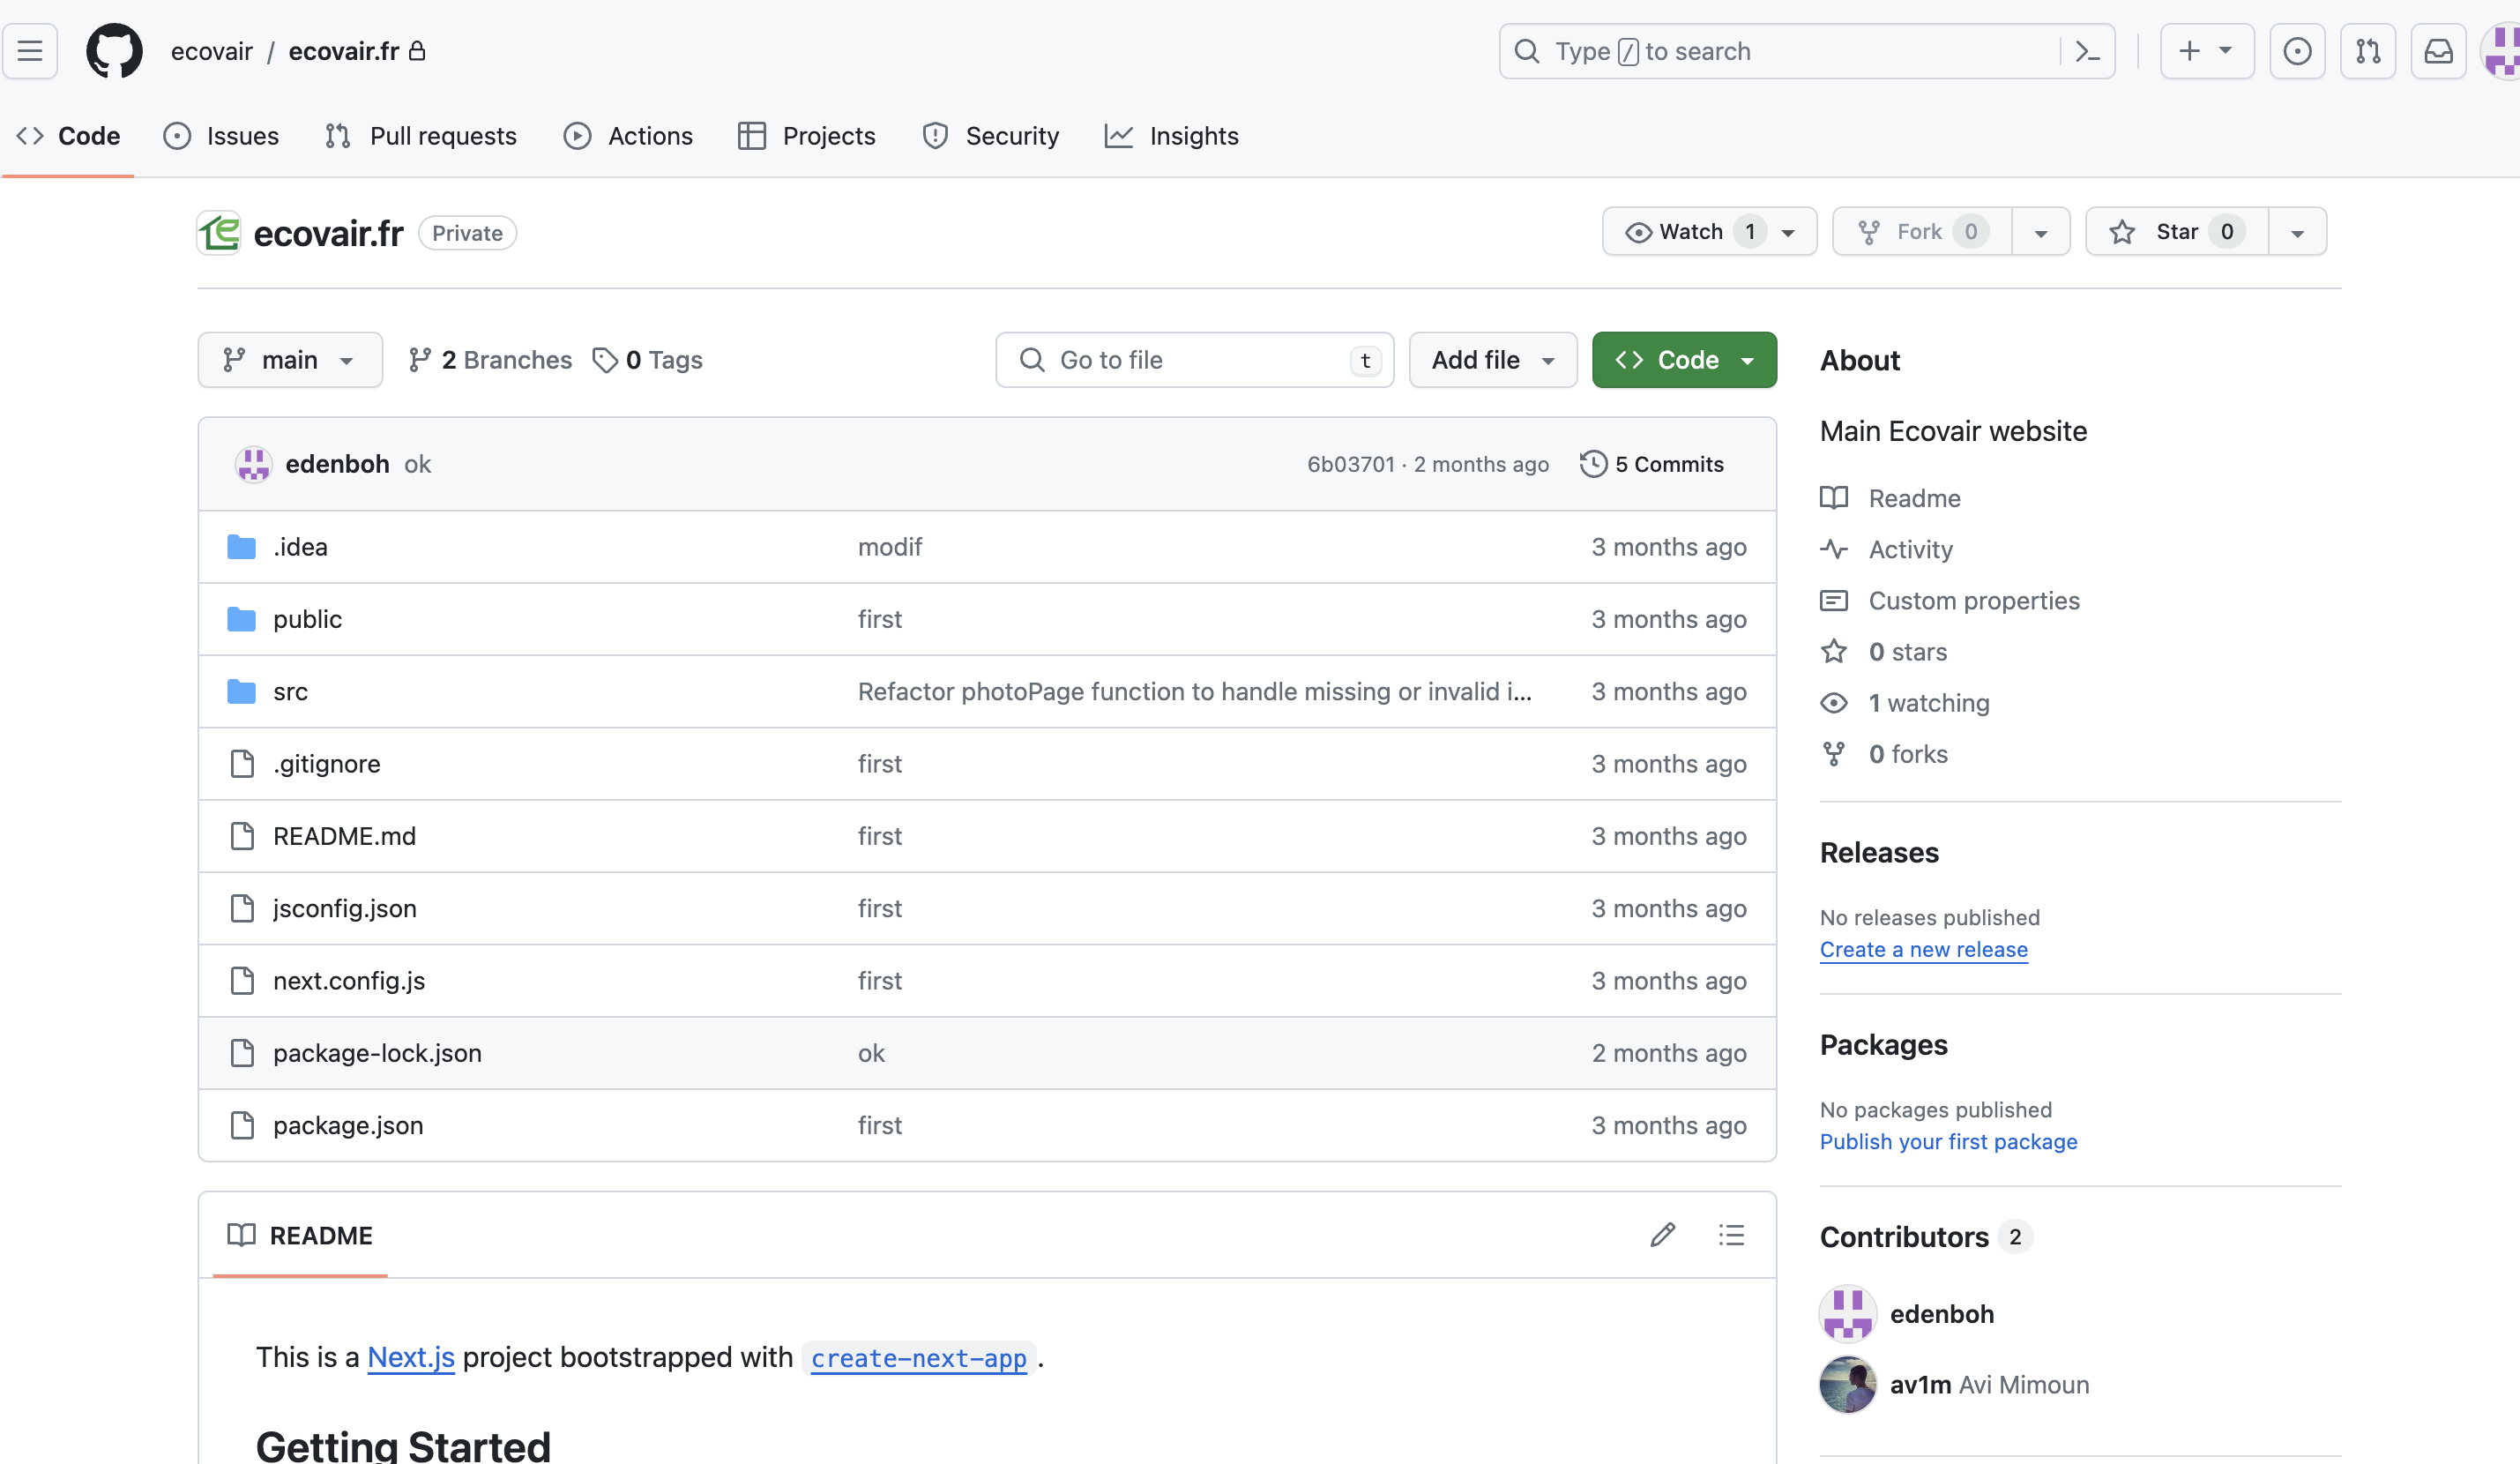 ecovair / ecovair.fr
Type / to search
Code Issues Pull requests Actions Projects Security Insights
ecovair.fr Private
Watch 1 Fork 0 Star 0
main 2 Branches 0 Tags Go to file t Add file Code
edenboh ok 6b03701 · 2 months ago 5 Commits
.idea modif 3 months ago
public first 3 months ago
src Refactor photoPage function to handle missing or invalid i... 3 months ago
.gitignore first 3 months ago
README.md first 3 months ago
jsconfig.json first 3 months ago
next.config.js first 3 months ago
package-lock.json ok 2 months ago
package.json first 3 months ago
README
This is a Next.js project bootstrapped with create-next-app.
Getting Started
About
Main Ecovair website
Readme
Activity
Custom properties
0 stars
1 watching
0 forks
Releases
No releases published
Create a new release
Packages
No packages published
Publish your first package
Contributors 2
edenboh
av1m Avi Mimoun